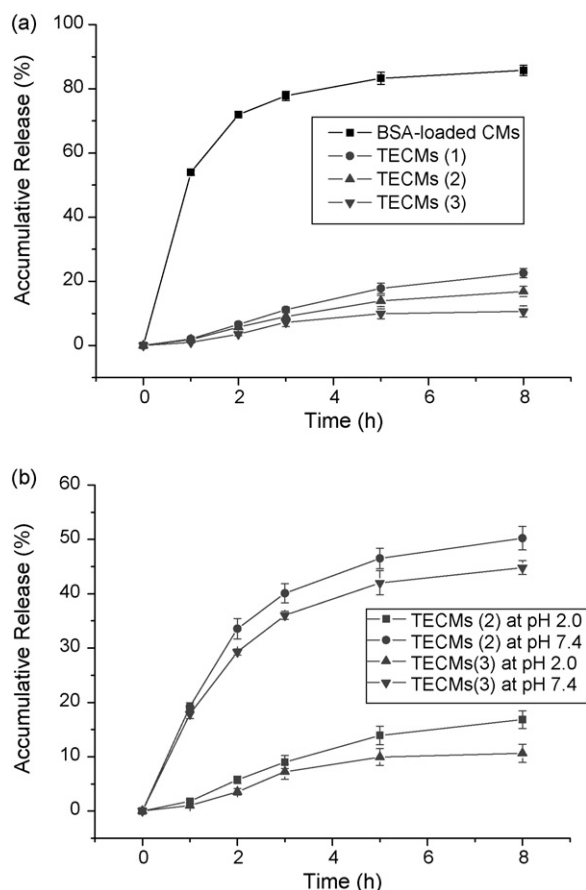 (a)
100
80
60
40
20
0
Accumulative Release (%)
BSA-loaded CMs
TECMs (1)
TECMs (2)
TECMs (3)
0 2 4 6 8
Time (h)
(b)
60
50
40
30
20
10
0
Accumulative Release (%)
TECMs (2) at pH 2.0
TECMs (2) at pH 7.4
TECMs(3) at pH 2.0
TECMs(3) at pH 7.4
0 2 4 6 8
Time (h)